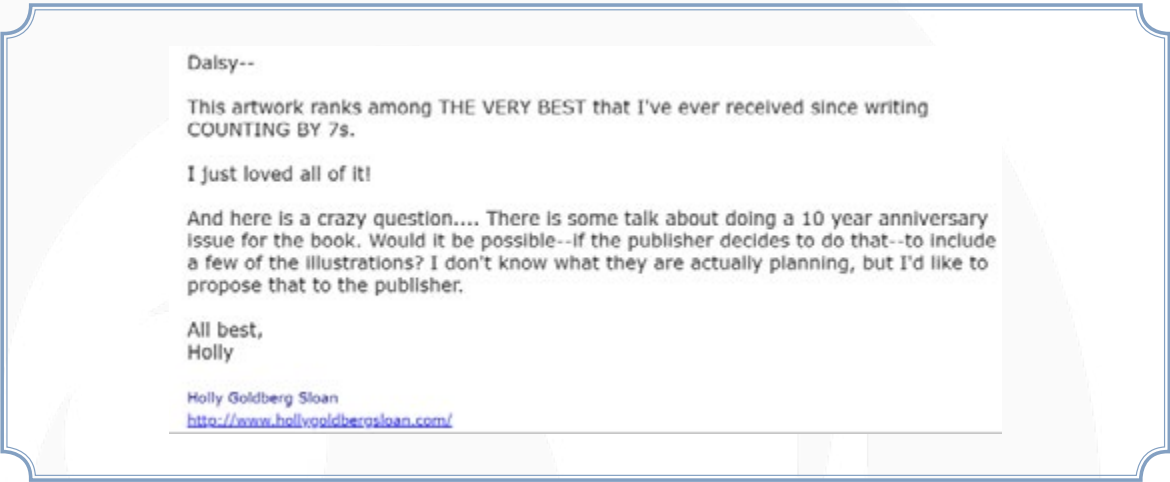 Daisy--
This artwork ranks among THE VERY BEST that I've ever received since writing
COUNTING BY 7s.
I just loved all of it!
And here is a crazy question.... There is some talk about doing a 10 year anniversary
issue for the book. Would it be possible--if the publisher decides to do that--to include
a few of the illustrations? I don't know what they are actually planning, but I'd like to
propose that to the publisher.
All best,
Holly
Holly Goldberg Sloan
http://www.hollygoldbergsloan.com/